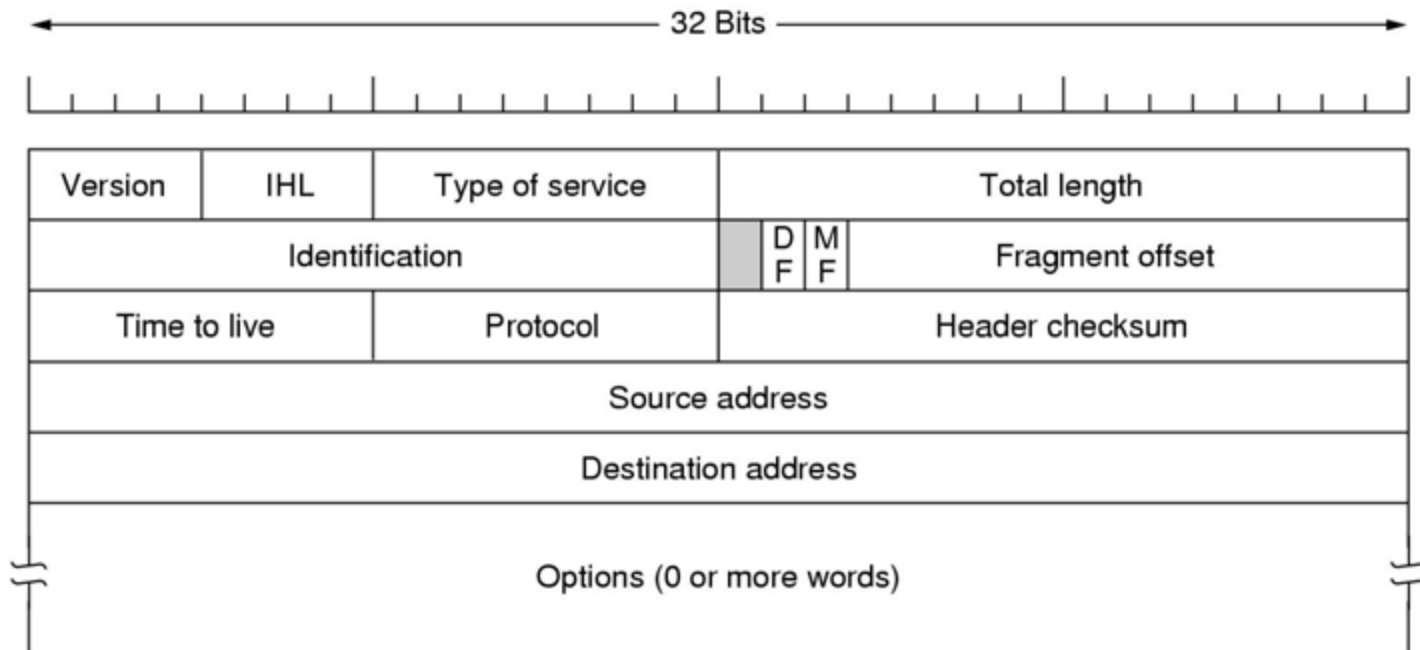 32 Bits
Version IHL Type of service Total length
Identification D F M F Fragment offset
Time to live Protocol Header checksum
Source address
Destination address
Options (0 or more words)